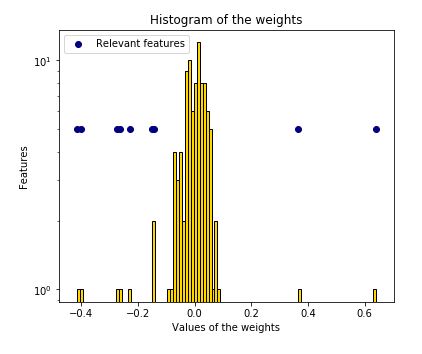 Histogram of the weights
Relevant features
10¹
10⁰
Features
−0.4 −0.2 0.0 0.2 0.4 0.6
Values of the weights